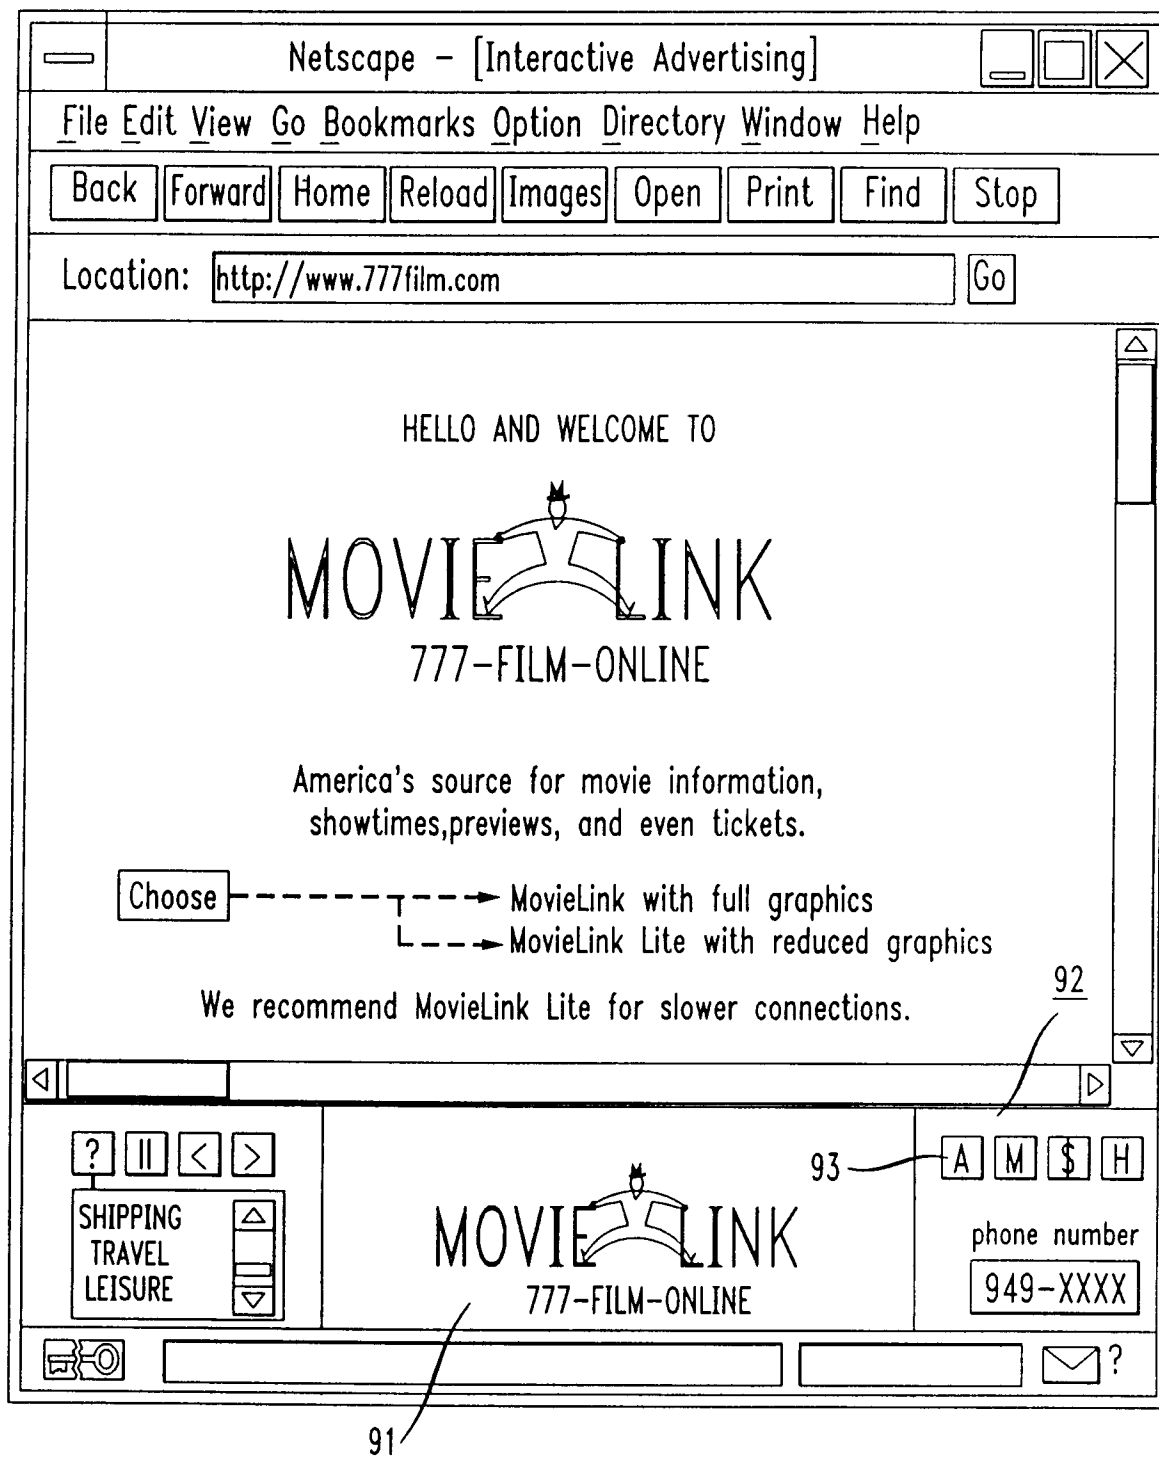 Netscape – [Interactive Advertising]
File Edit View Go Bookmarks Option Directory Window Help
Back Forward Home Reload Images Open Print Find Stop
Location: http://www.777film.com Go
HELLO AND WELCOME TO
M
MOVIELINK
777–FILM–ONLINE
America's source for movie information,
showtimes,previews, and even tickets.
Choose MovieLink with full graphics
MovieLink Lite with reduced graphics
We recommend MovieLink Lite for slower connections.
92
? || < >
93 A M $ H
SHIPPING
TRAVEL
LEISURE
M
MOVIELINK
777–FILM–ONLINE
phone number
949–XXXX
?
91